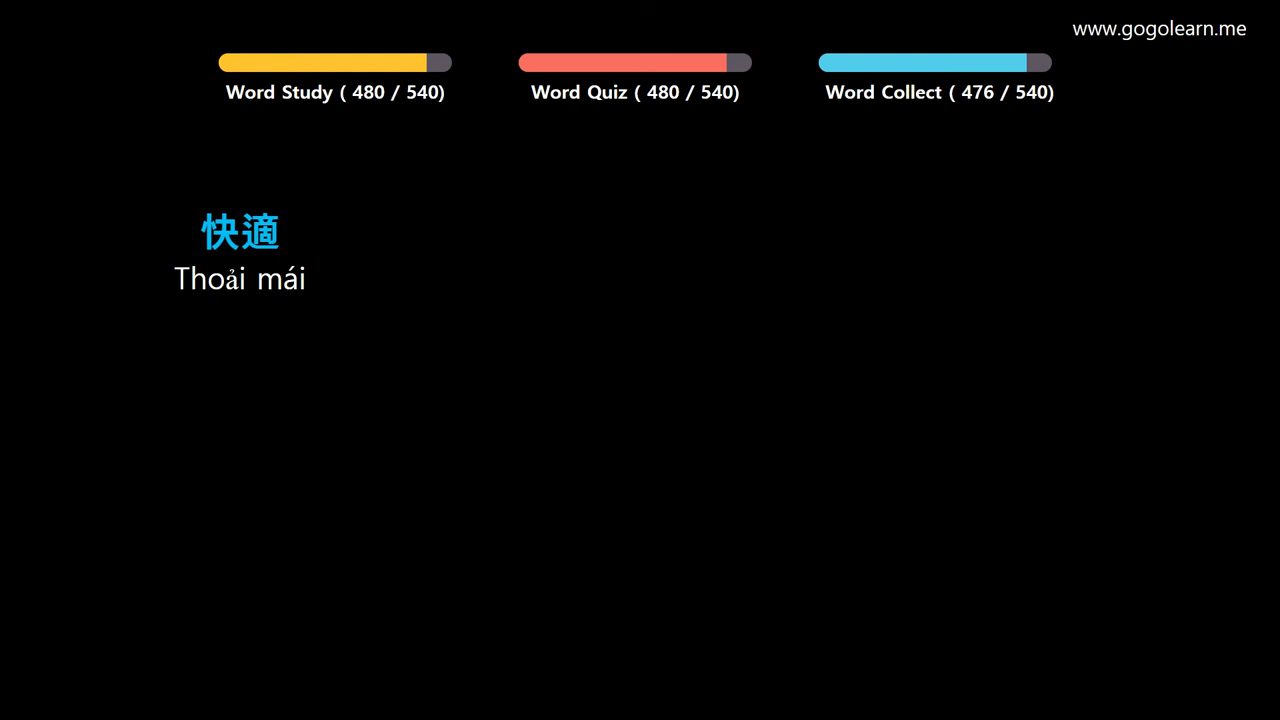 www.gogolearn.me
Word Study ( 480 / 540)
Word Quiz ( 480 / 540)
Word Collect ( 476 / 540)
快適
Thoải mái